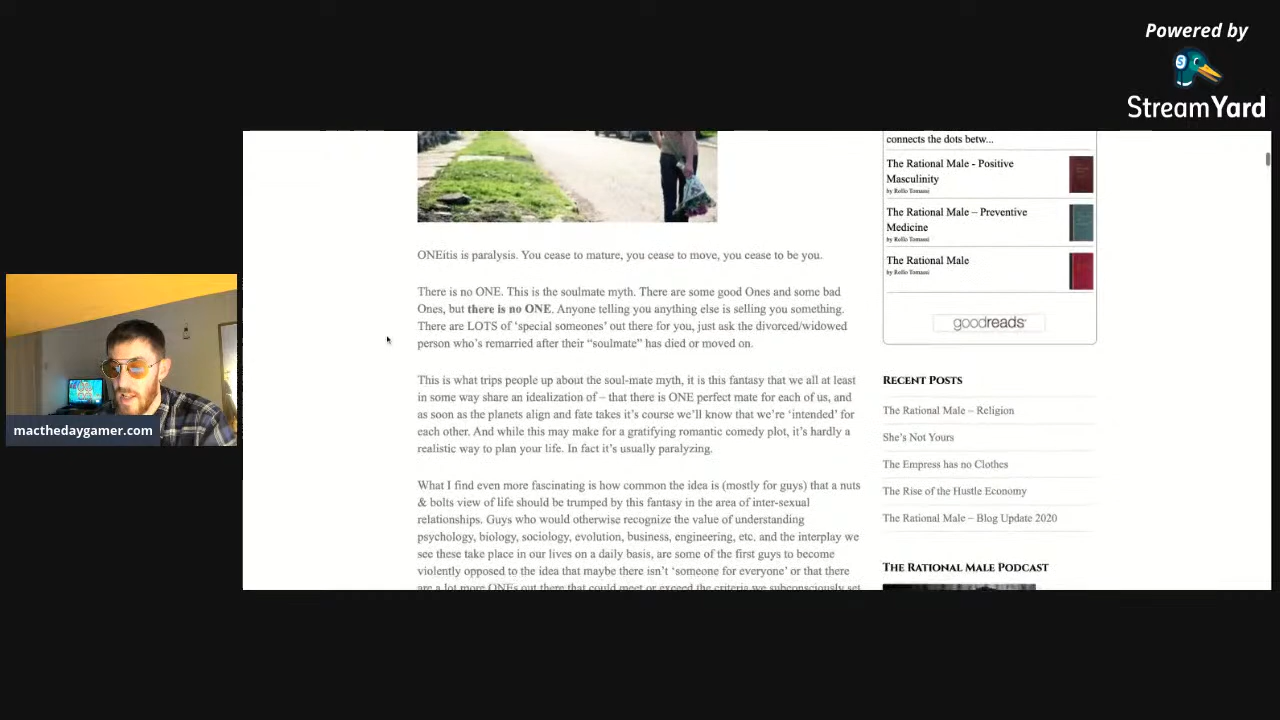 Powered by
StreamYard
connects the dots betw...
The Rational Male - Positive
Masculinity
by Rollo Tomassi
The Rational Male – Preventive
Medicine
by Rollo Tomassi
The Rational Male
by Rollo Tomassi
goodreads
ONEitis is paralysis. You cease to mature, you cease to move, you cease to be you.
There is no ONE. This is the soulmate myth. There are some good Ones and some bad
Ones, but there is no ONE. Anyone telling you anything else is selling you something.
There are LOTS of ‘special someones’ out there for you, just ask the divorced/widowed
person who’s remarried after their “soulmate” has died or moved on.
This is what trips people up about the soul-mate myth, it is this fantasy that we all at least
in some way share an idealization of – that there is ONE perfect mate for each of us, and
as soon as the planets align and fate takes it’s course we’ll know that we’re ‘intended’ for
each other. And while this may make for a gratifying romantic comedy plot, it’s hardly a
realistic way to plan your life. In fact it’s usually paralyzing.
What I find even more fascinating is how common the idea is (mostly for guys) that a nuts
& bolts view of life should be trumped by this fantasy in the area of inter-sexual
relationships. Guys who would otherwise recognize the value of understanding
psychology, biology, sociology, evolution, business, engineering, etc. and the interplay we
see these take place in our lives on a daily basis, are some of the first guys to become
violently opposed to the idea that maybe there isn’t ‘someone for everyone’ or that there
are a lot more ONEs out there that could meet or exceed the criteria we subconsciously set
RECENT POSTS
The Rational Male – Religion
She’s Not Yours
The Empress has no Clothes
The Rise of the Hustle Economy
The Rational Male – Blog Update 2020
THE RATIONAL MALE PODCAST
macthedaygamer.com